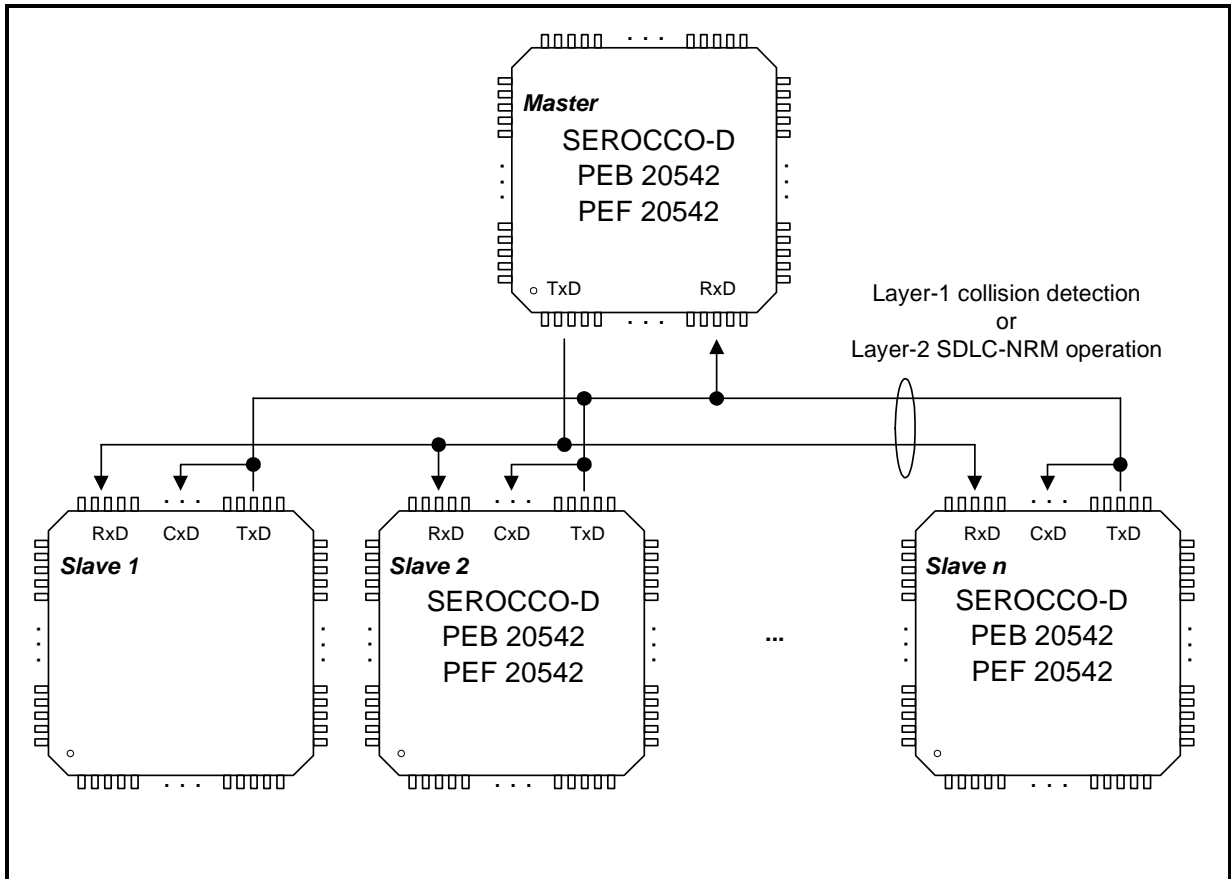 Master
SEROCCO-D
PEB 20542
PEF 20542
TxD RxD
Layer-1 collision detection
or
Layer-2 SDLC-NRM operation
RxD CxD TxD
Slave 1
RxD CxD TxD
Slave 2
SEROCCO-D
PEB 20542
PEF 20542
...
RxD CxD TxD
Slave n
SEROCCO-D
PEB 20542
PEF 20542